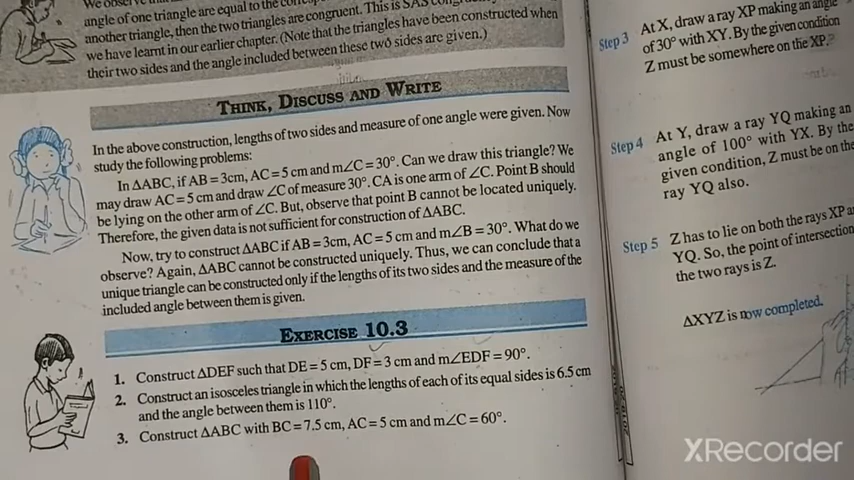 We observe that
angle of one triangle are equal to the
another triangle, then the two triangles are congruent. This is SAS
we have learnt in our earlier chapter. (Note that the triangles have been constructed when
their two sides and the angle included between these two sides are given.)
THINK, DISCUSS AND WRITE
In the above construction, lengths of two sides and measure of one angle were given. Now
study the following problems:
In ΔABC, if AB = 3cm, AC = 5 cm and m∠C = 30°. Can we draw this triangle? We
may draw AC = 5 cm and draw ∠C of measure 30°. CA is one arm of ∠C. Point B should
be lying on the other arm of ∠C. But, observe that point B cannot be located uniquely.
Therefore, the given data is not sufficient for construction of ΔABC.
Now, try to construct ΔABC if AB = 3cm, AC = 5 cm and m∠B = 30°. What do we
observe? Again, ΔABC cannot be constructed uniquely. Thus, we can conclude that a
unique triangle can be constructed only if the lengths of its two sides and the measure of the
included angle between them is given.
EXERCISE 10.3
1. Construct ΔDEF such that DE = 5 cm, DF = 3 cm and m∠EDF = 90°.
2. Construct an isosceles triangle in which the lengths of each of its equal sides is 6.5 cm
and the angle between them is 110°.
3. Construct ΔABC with BC = 7.5 cm, AC = 5 cm and m∠C = 60°.
Step 3 At X, draw a ray XP making an angle
of 30° with XY. By the given condition
Z must be somewhere on the XP.
Step 4 At Y, draw a ray YQ making an
angle of 100° with YX. By the
given condition, Z must be on the
ray YQ also.
Step 5 Z has to lie on both the rays XP
YQ. So, the point of intersection
the two rays is Z.
ΔXYZ is now completed.
XRecorder